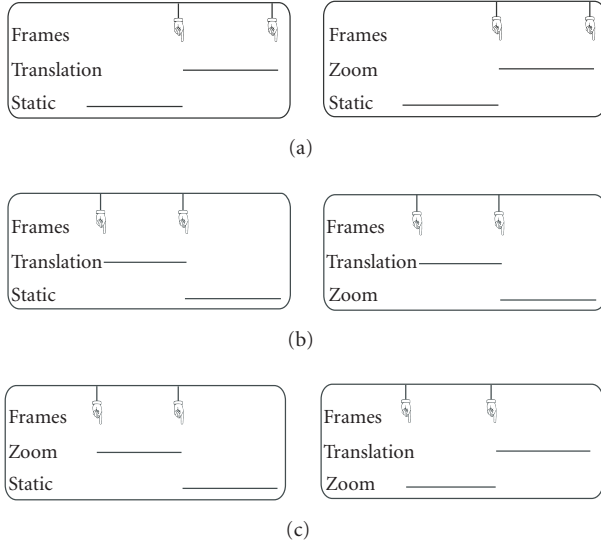 Frames
Translation
Static
Frames
Zoom
Static
(a)
Frames
Translation
Static
Frames
Translation
Zoom
(b)
Frames
Zoom
Static
Frames
Translation
Zoom
(c)